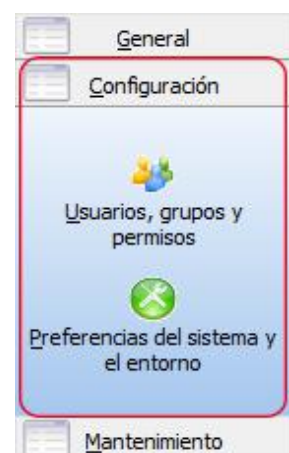 General
Configuración
Usuarios, grupos y
permisos
Preferencias del sistema y
el entorno
Mantenimiento